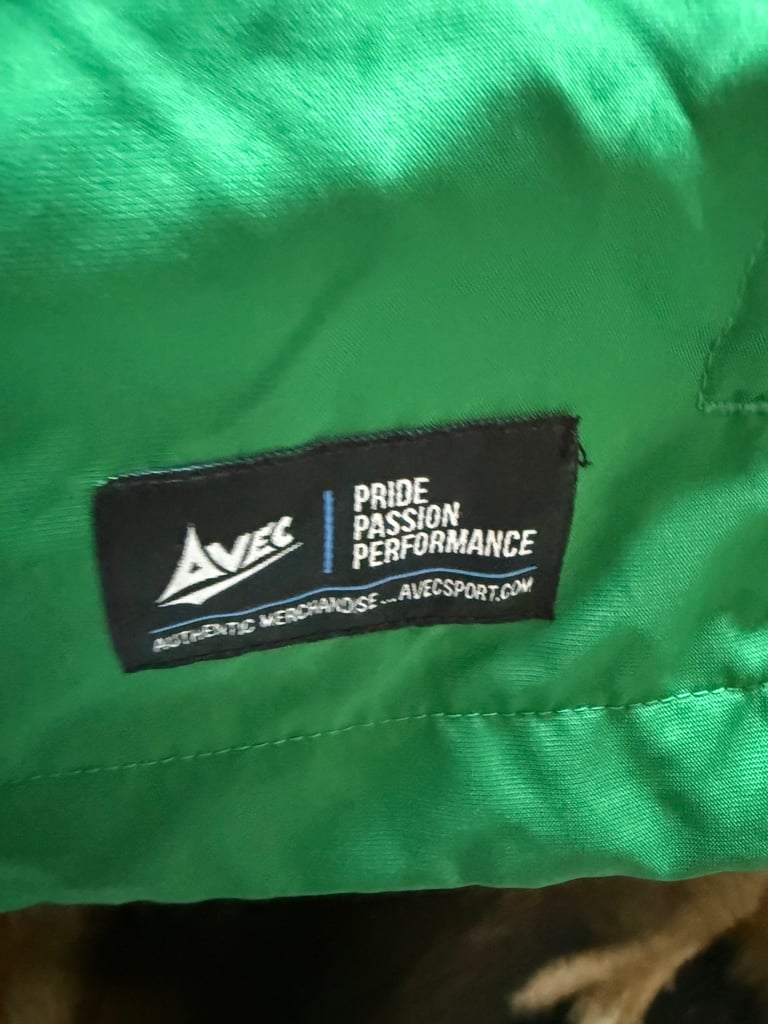 AVEC
PRIDE
PASSION
PERFORMANCE
AUTHENTIC MERCHANDISE...AVECSPORT.COM